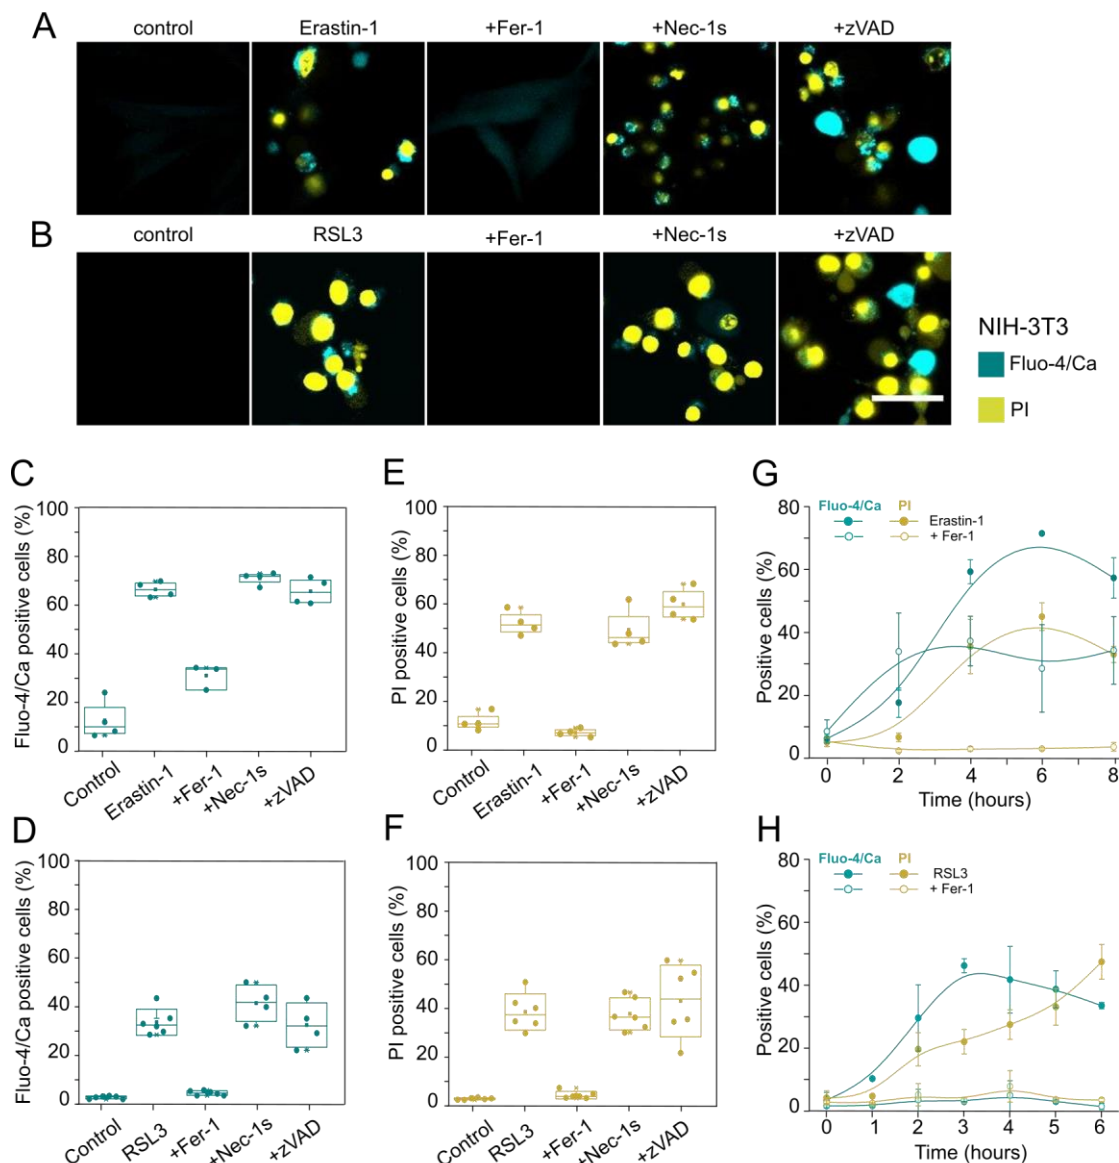 A
control Erastin-1 +Fer-1 +Nec-1s +zVAD
B
control RSL3 +Fer-1 +Nec-1s +zVAD
NIH-3T3
Fluo-4/Ca
PI
C
Fluo-4/Ca positive cells (%)
100
80
60
40
20
0
Control Erastin-1 +Fer-1 +Nec-1s +zVAD
E
PI positive cells (%)
100
80
60
40
20
0
Control Erastin-1 +Fer-1 +Nec-1s +zVAD
G
Positive cells (%)
80
60
40
20
0
Fluo-4/Ca PI
Erastin-1
+ Fer-1
0 2 4 6 8
Time (hours)
D
Fluo-4/Ca positive cells (%)
100
80
60
40
20
0
Control RSL3 +Fer-1 +Nec-1s +zVAD
F
PI positive cells (%)
100
80
60
40
20
0
Control RSL3 +Fer-1 +Nec-1s +zVAD
H
Positive cells (%)
80
60
40
20
0
Fluo-4/Ca PI
RSL3
+ Fer-1
0 1 2 3 4 5 6
Time (hours)